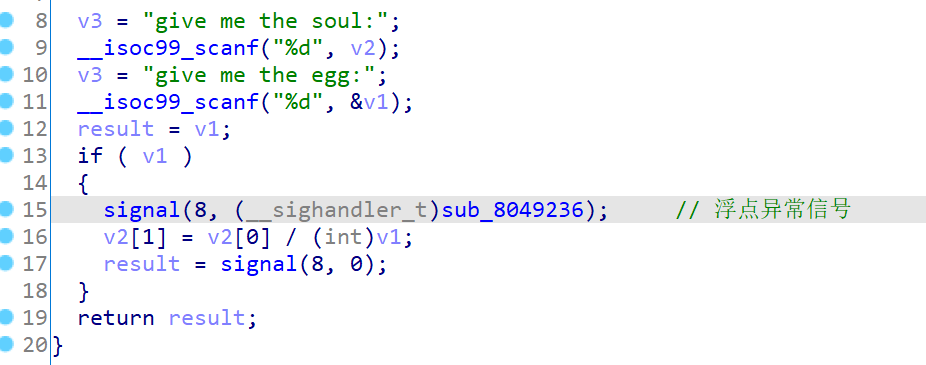 8 v3 = "give me the soul:";
9 __isoc99_scanf("%d", v2);
10 v3 = "give me the egg:";
11 __isoc99_scanf("%d", &v1);
12 result = v1;
13 if ( v1 )
14 {
15 signal(8, (__sighandler_t)sub_8049236); // 浮点异常信号
16 v2[1] = v2[0] / (int)v1;
17 result = signal(8, 0);
18 }
19 return result;
20 }